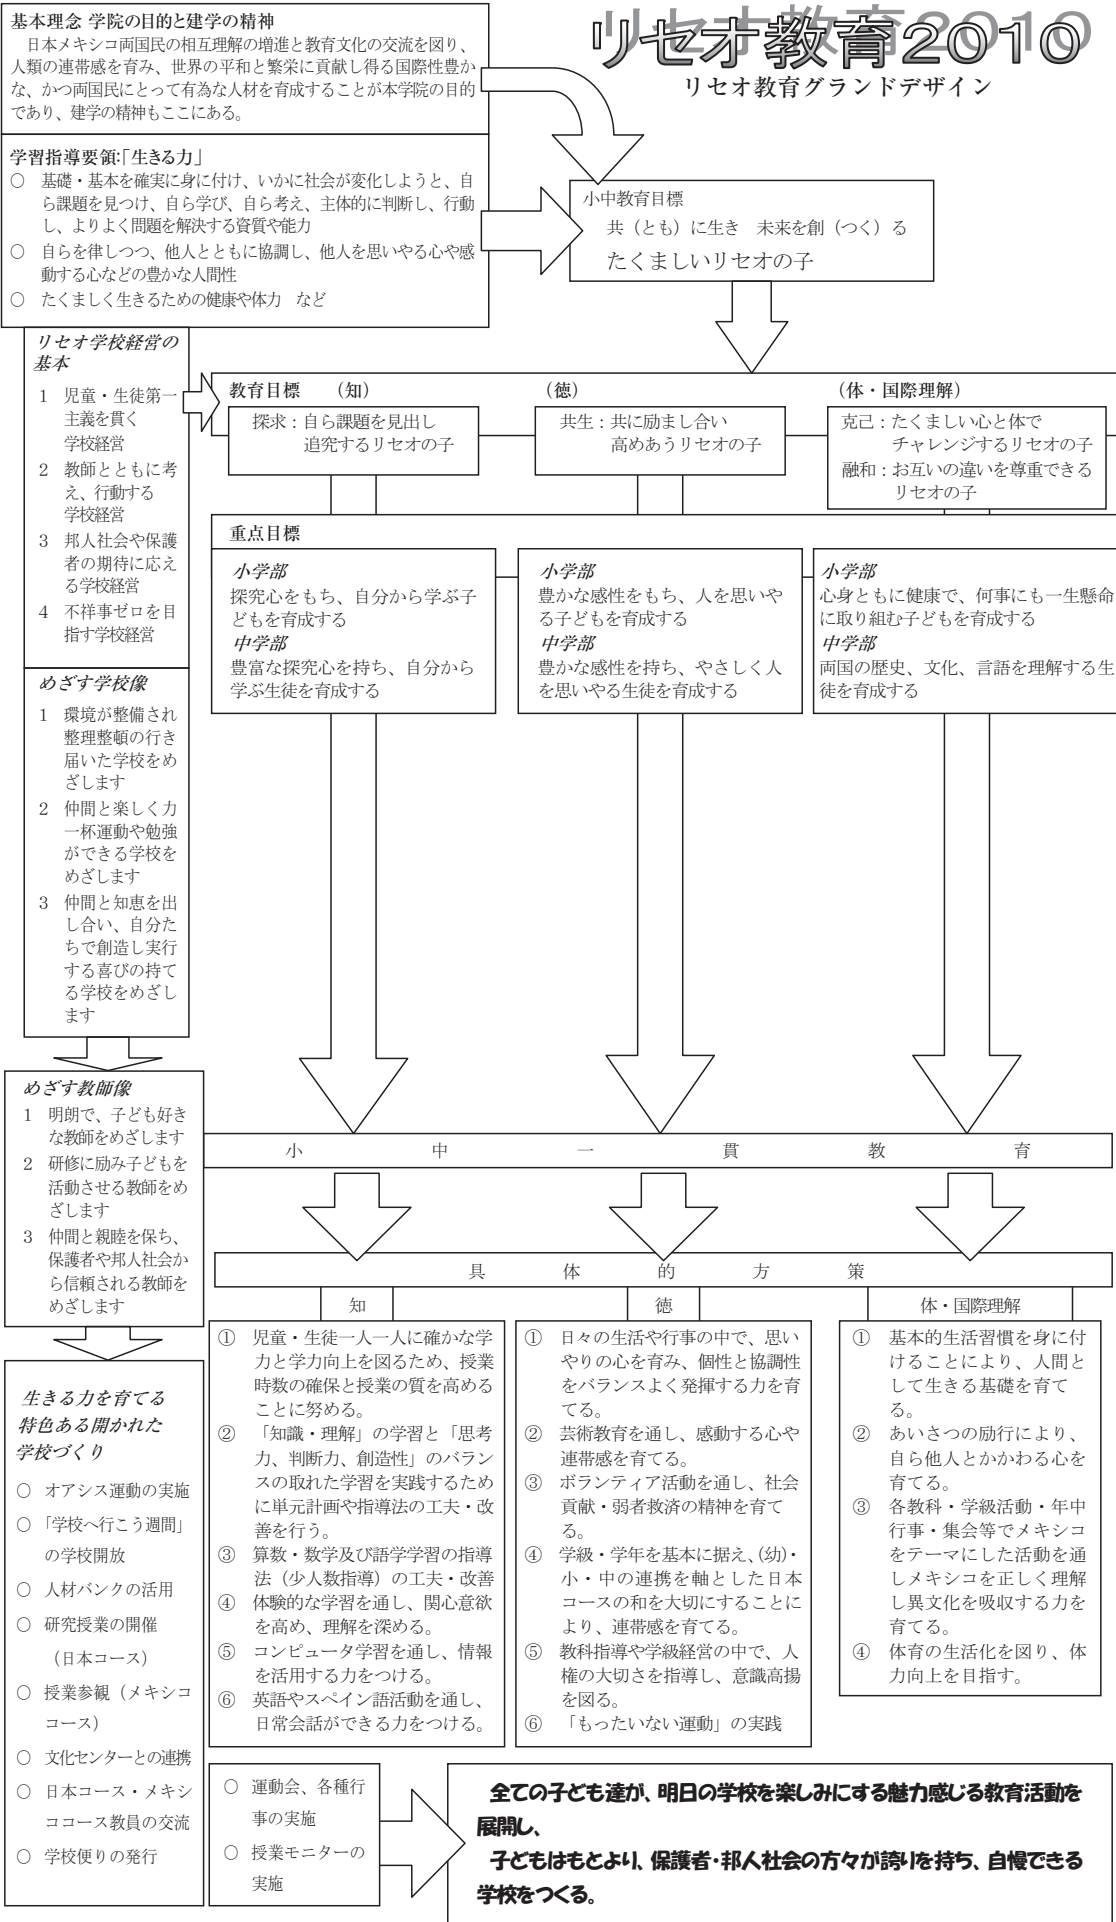 基本理念 学院の目的と建学の精神
日本メキシコ両国民の相互理解の増進と教育文化の交流を図り、
人類の連帯感を育み、世界の平和と繁栄に貢献し得る国際性豊か
な、かつ両国民にとって有為な人材を育成することが本学院の目的
であり、建学の精神もここにある。
リセオ教育2010
リセオ教育グランドデザイン
学習指導要領:「生きる力」
○ 基礎・基本を確実に身に付け、いかに社会が変化しようと、自
ら課題を見つけ、自ら学び、自ら考え、主体的に判断し、行動
し、よりよく問題を解決する資質や能力
○ 自らを律しつつ、他人とともに協調し、他人を思いやる心や感
動する心などの豊かな人間性
○ たくましく生きるための健康や体力 など
小中教育目標
共(とも)に生き 未来を創(つく)る
たくましいリセオの子
リセオ学校経営の
基本
1 児童・生徒第一
主義を貫く
学校経営
2 教師とともに考
え、行動する
学校経営
3 邦人社会や保護
者の期待に応え
る学校経営
4 不祥事ゼロを目
指す学校経営
教育目標 (知) (徳) (体・国際理解)
探求:自ら課題を見出し
追究するリセオの子
共生:共に励まし合い
高めあうリセオの子
克己:たくましい心と体で
チャレンジするリセオの子
融和:お互いの違いを尊重できる
リセオの子
重点目標
小学部
探究心をもち、自分から学ぶ子
どもを育成する
中学部
豊富な探究心を持ち、自分から
学ぶ生徒を育成する
小学部
豊かな感性をもち、人を思いや
る子どもを育成する
中学部
豊かな感性を持ち、やさしく人
を思いやる生徒を育成する
小学部
心身ともに健康で、何事にも一生懸命
に取り組む子どもを育成する
中学部
両国の歴史、文化、言語を理解する生
徒を育成する
めざす学校像
1 環境が整備され
整理整頓の行き
届いた学校をめ
ざします
2 仲間と楽しく力
一杯運動や勉強
ができる学校を
めざします
3 仲間と知恵を出
し合い、自分た
ちで創造し実行
する喜びの持て
る学校をめざし
ます
めざす教師像
1 明朗で、子ども好き
な教師をめざします
2 研修に励み子どもを
活動させる教師をめ
ざします
3 仲間と親睦を保ち、
保護者や邦人社会か
ら信頼される教師を
めざします
小 中 一 貫 教 育
具 体 的 方 策
知
① 児童・生徒一人一人に確かな学
力と学力向上を図るため、授業
時数の確保と授業の質を高める
ことに努める。
② 「知識・理解」の学習と「思考
力、判断力、創造性」のバラン
スの取れた学習を実践するため
に単元計画や指導法の工夫・改
善を行う。
③ 算数・数学及び語学学習の指導
法(少人数指導)の工夫・改善
④ 体験的な学習を通し、関心意欲
を高め、理解を深める。
⑤ コンピュータ学習を通し、情報
を活用する力をつける。
⑥ 英語やスペイン語活動を通し、
日常会話ができる力をつける。
徳
① 日々の生活や行事の中で、思い
やりの心を育み、個性と協調性
をバランスよく発揮する力を育
てる。
② 芸術教育を通し、感動する心や
連帯感を育てる。
③ ボランティア活動を通し、社会
貢献・弱者救済の精神を育て
る。
④ 学級・学年を基本に据え、(幼)・
小・中の連携を軸とした日本
コースの和を大切にすることに
より、連帯感を育てる。
⑤ 教科指導や学級経営の中で、人
権の大切さを指導し、意識高揚
を図る。
⑥ 「もったいない運動」の実践
体・国際理解
① 基本的生活習慣を身に付
けることにより、人間と
して生きる基礎を育て
る。
② あいさつの励行により、
自ら他人とかかわる心を
育てる。
③ 各教科・学級活動・年中
行事・集会等でメキシコ
をテーマにした活動を通
しメキシコを正しく理解
し異文化を吸収する力を
育てる。
④ 体育の生活化を図り、体
力向上を目指す。
生きる力を育てる
特色ある開かれた
学校づくり
○ オアシス運動の実施
○ 「学校へ行こう週間」
の学校開放
○ 人材バンクの活用
○ 研究授業の開催
(日本コース)
○ 授業参観(メキシコ
コース)
○ 文化センターとの連携
○ 日本コース・メキシ
ココース教員の交流
○ 学校便りの発行
○ 運動会、各種行
事の実施
○ 授業モニターの
実施
全ての子ども達が、明日の学校を楽しみにする魅力感じる教育活動を
展開し、
子どもはもとより、保護者・邦人社会の方々が誇りを持ち、自慢できる
学校をつくる。